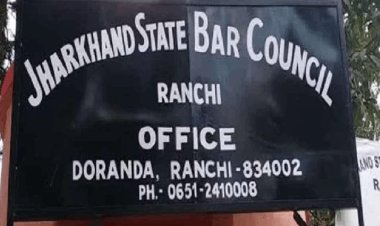 JHARKHAND STATE BAR COUNCIL
RANCHI
OFFICE
DORANDA, RANCHI-834002
PH.- 0651-2410008